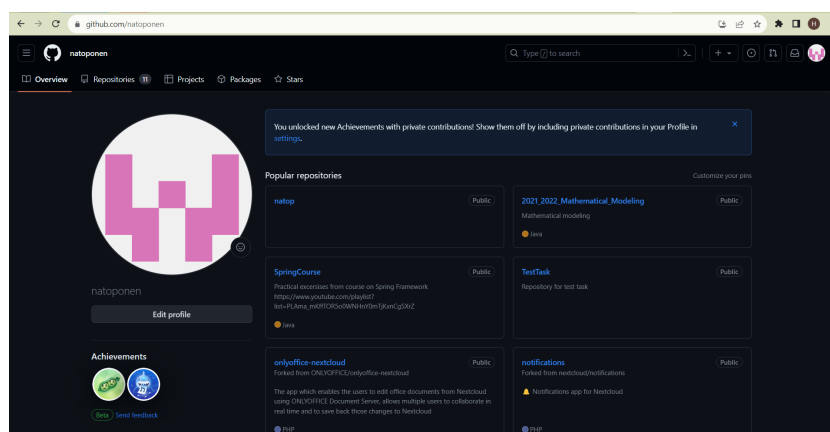 github.com/natoponen
H
natoponen
Type / to search
Overview Repositories 11 Projects Packages Stars
You unlocked new Achievements with private contributions! Show them off by including private contributions in your Profile in
settings.
Popular repositories Customize your pins
natop Public
2021_2022_Mathematical_Modeling Public
Mathematical modeling
Java
natoponen
Edit profile
SpringCourse Public
Practical excersises from course on Spring Framework
https://www.youtube.com/playlist?
Java
TestTask Public
Repository for test task
Achievements
Beta Send feedback
onlyoffice-nextcloud Public
Forked from ONLYOFFICE/onlyoffice-nextcloud
The app which enables the users to edit office documents from Nextcloud
using ONLYOFFICE Document Server, allows multiple users to collaborate in
real time and to save back those changes to Nextcloud
PHP
notifications Public
Forked from nextcloud/notifications
Notifications app for Nextcloud
PHP